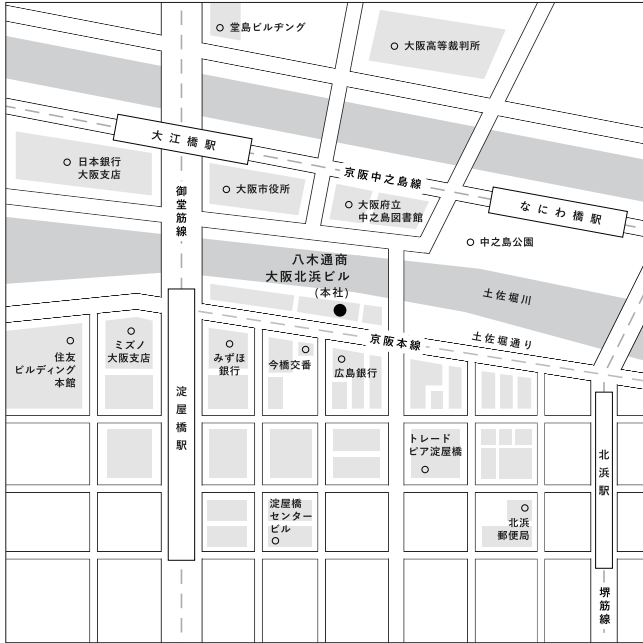 堂島ビルヂング
大阪高等裁判所
大江橋駅
日本銀行
大阪支店
京阪中之島線
御堂筋線
大阪市役所
大阪府立
中之島図書館
なにわ橋駅
中之島公園
八木通商
大阪北浜ビル
(本社)
土佐堀川
土佐堀通り
京阪本線
住友
ビルディング
本館
ミズノ
大阪支店
みずほ
銀行
今橋交番
広島銀行
淀屋橋駅
トレード
ピア淀屋橋
北浜駅
淀屋橋
センター
ビル
北浜
郵便局
堺筋線